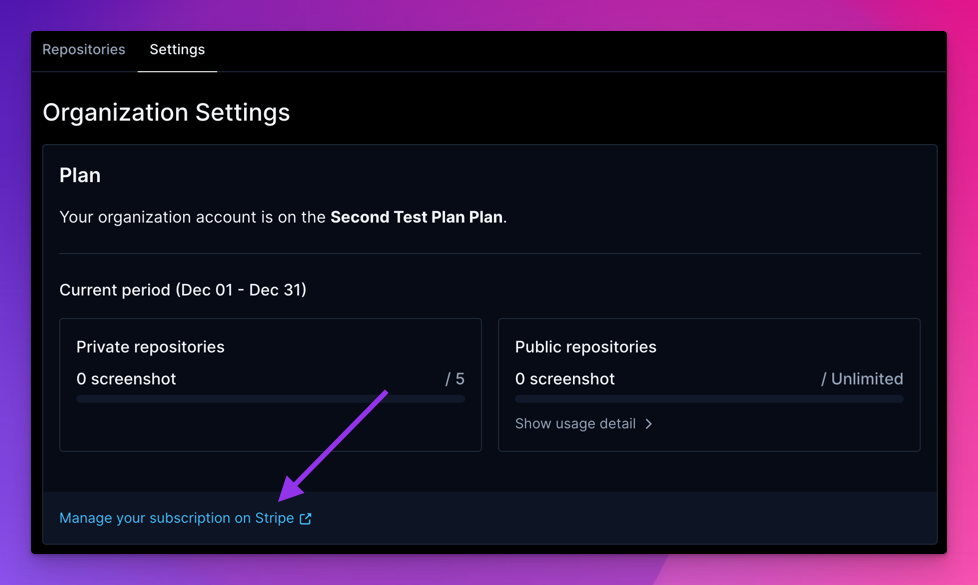 Repositories Settings
Organization Settings
Plan
Your organization account is on the Second Test Plan Plan.
Current period (Dec 01 - Dec 31)
Private repositories
0 screenshot / 5
Public repositories
0 screenshot / Unlimited
Show usage detail
Manage your subscription on Stripe